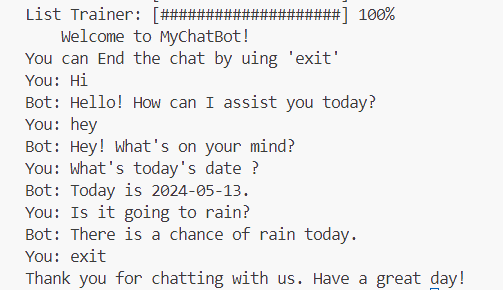 List Trainer: [####################] 100%
Welcome to MyChatBot!
You can End the chat by uing 'exit'
You: Hi
Bot: Hello! How can I assist you today?
You: hey
Bot: Hey! What's on your mind?
You: What's today's date ?
Bot: Today is 2024-05-13.
You: Is it going to rain?
Bot: There is a chance of rain today.
You: exit
Thank you for chatting with us. Have a great day!